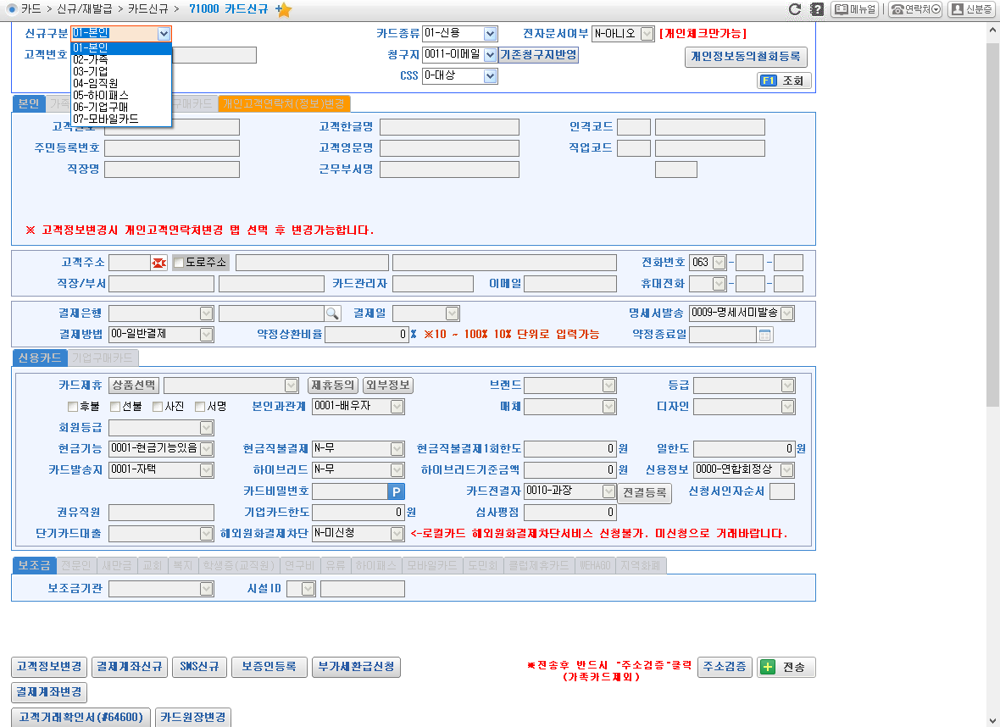 카드 > 신규/재발급 > 카드신규 > 71000 카드신규
메뉴얼 | 연락처 신분증
신규구분 01-본인 카드종류 01-신용 전자문서여부 N-아니오 [개인체크만가능]
01-본인
02-가족
03-기업
04-임직원
05-하이패스
06-기업구매
07-모바일카드
고객번호 청구지 0011-이메일 기존청구지반영 개인정보동의철회등록
CSS 0-대상 F1 조회
본인 가족 구매카드 개인고객연락처(정보)변경
고객번호 고객한글명 인격코드
주민등록번호 고객영문명 직업코드
직장명 근무부서명
※ 고객정보변경시 개인고객연락처변경 탭 선택 후 변경가능합니다.
고객주소 도로주소 전화번호 063 - -
직장/부서 카드관리자 이메일 휴대전화 - -
결제은행 결제일 명세서발송 0009-명세서미발송
결제방법 00-일반결제 약정상환비율 0 % ※10 ~ 100% 10% 단위로 입력가능 약정종료일
신용카드 기업구매카드
카드제휴 상품선택 제휴동의 외부정보 브랜드 등급
후불 선불 사진 서명 본인과관계 0001-배우자 매체 디자인
회원등급
현금기능 0001-현금기능있음 현금직불결제 N-무 현금직불결제1회한도 0 원 일한도 0 원
카드발송지 0001-자택 하이브리드 N-무 하이브리드기준금액 0 원 신용정보 0000-연합회정상
카드비밀번호 P 카드전결자 0010-과장 전결등록 신청서인자순서
권유직원 기업카드한도 0 원 심사평점 0
단기카드대출 해외원화결제차단 N-미신청 <-로컬카드 해외원화결제차단서비스 신청불가. 미신청으로 거래바랍니다.
보조금 전문인 새만금 교회 복지 학생증(교직원) 연구비 유류 하이패스 모바일카드 도민회 클럽제휴카드 WEHAGO 지역화폐
보조금기관 시설ID
고객정보변경 결제계좌신규 SMS신규 보증인등록 부가세환급신청 ※전송후 반드시 "주소검증"클릭 주소검증 전송
(가족카드제외)
결제계좌변경
고객거래확인서(#64600) 카드원장변경